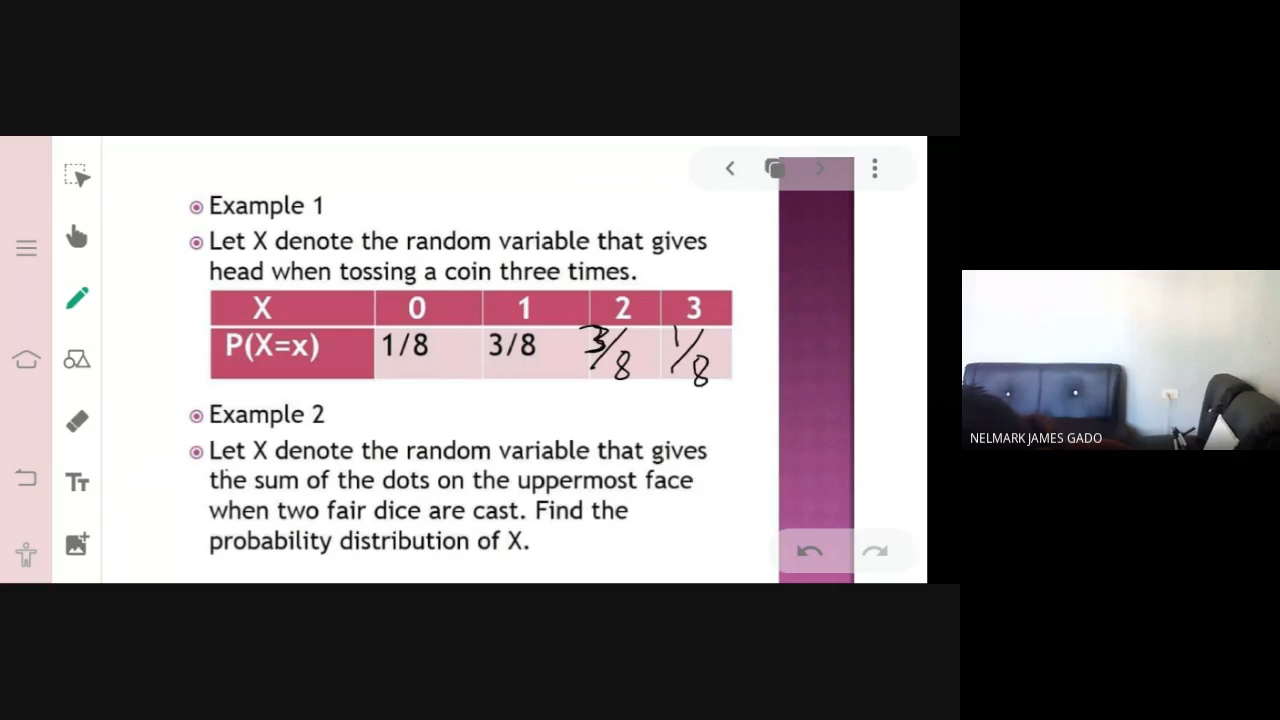 Example 1
Let X denote the random variable that gives
head when tossing a coin three times.
X 0 1 2 3
P(X=x) 1/8 3/8 3/8 1/8
Example 2
Let X denote the random variable that gives
the sum of the dots on the uppermost face
when two fair dice are cast. Find the
probability distribution of X.
TT
NELMARK JAMES GADO